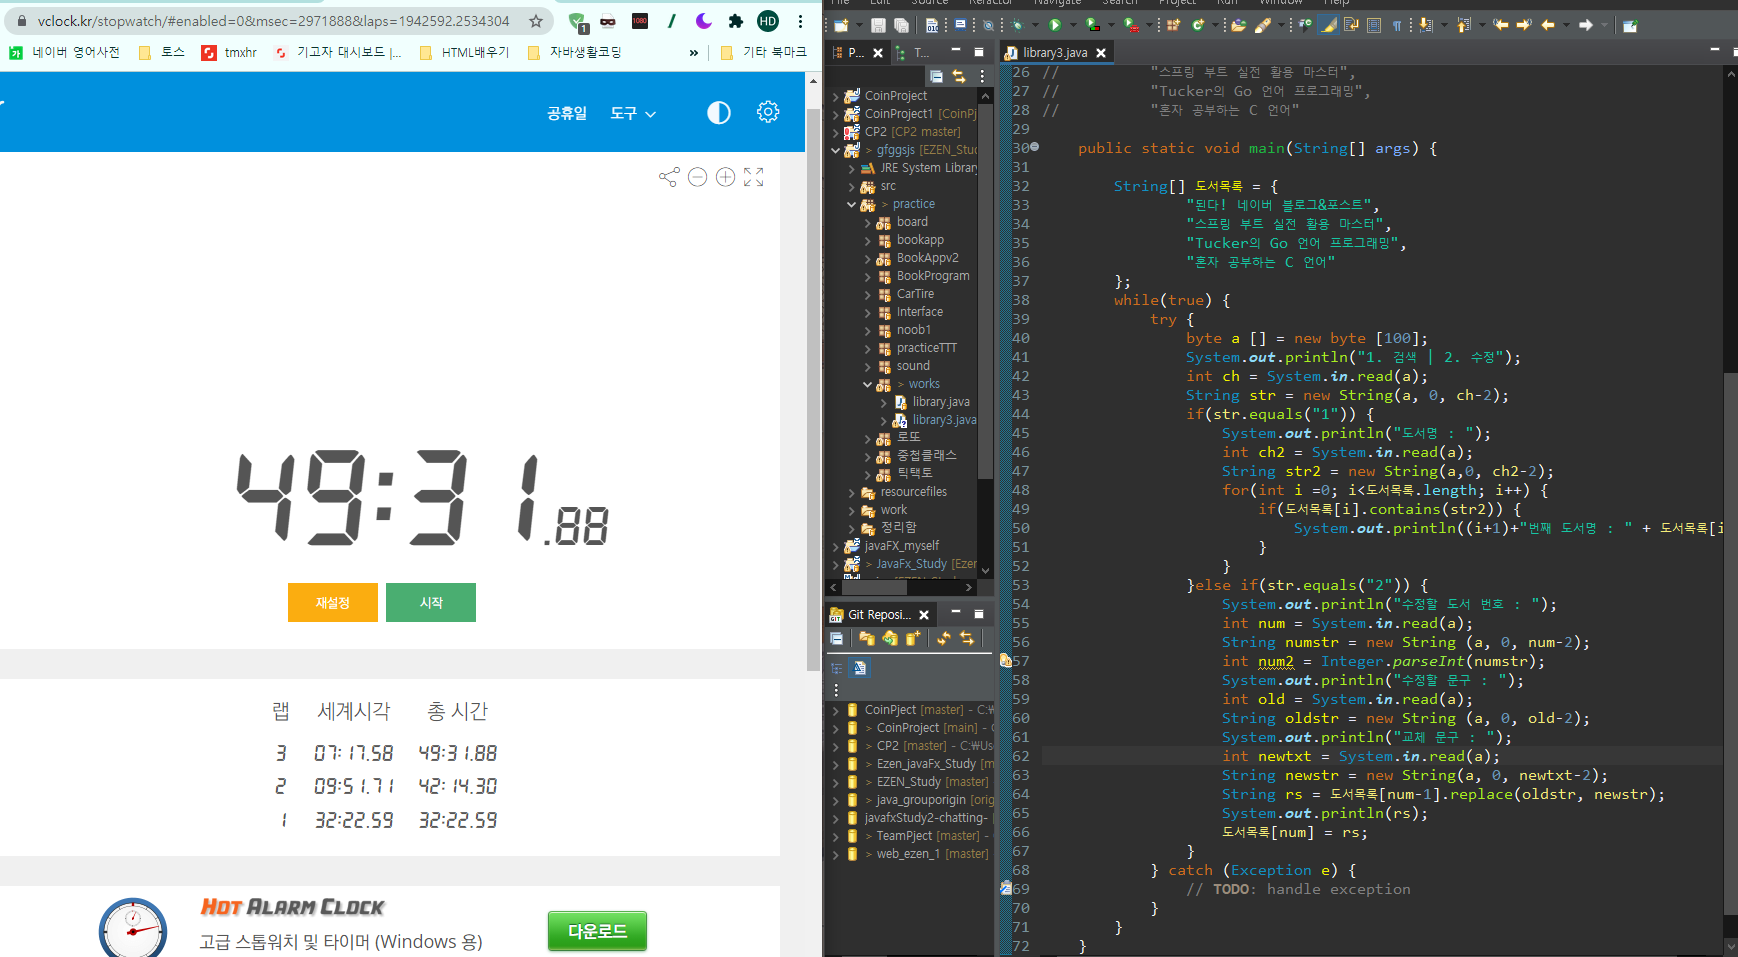 vclock.kr/stopwatch/#enabled=0&msec=2971888&laps=1942592.2534304
1
1080
HD
네이버 영어사전
토스
tmxhr
기고자 대시보드 |...
HTML배우기
자바생활코딩
»
기타 북마크
공휴일
도구
49:31.88
재설정
시작
랩 세계시각 총 시간
3 07:17.58 49:31.88
2 09:51.71 42:14.30
1 32:22.59 32:22.59
HOT ALARM CLOCK
고급 스톱워치 및 타이머 (Windows 용)
다운로드
File Edit Source Refactor Navigate Search Project Run Window Help
P...
T...
CoinProject
CoinProject1 [CoinPj
CP2 [CP2 master]
> gfggsjs [EZEN_Stud
JRE System Library
src
> practice
board
bookapp
BookAppv2
BookProgram
CarTire
Interface
noob1
practiceTTT
sound
> works
library.java
library3.java
로또
중첩클래스
틱택토
resourcefiles
work
정리함
javaFX_myself
> JavaFx_Study [Ezen
Git Reposi...
CoinPject [master] - C:₩
> CoinProject [main] - C
> CP2 [master] - C:₩Us
> Ezen_javaFx_Study [m
> EZEN_Study [master]
> java_grouporigin [orig
javafxStudy2-chatting-
> TeamPject [master] -
> web_ezen_1 [master]
library3.java
26 // "스프링 부트 실전 활용 마스터",
27 // "Tucker의 Go 언어 프로그래밍",
28 // "혼자 공부하는 C 언어"
29
30 public static void main(String[] args) {
31
32 String[] 도서목록 = {
33 "된다! 네이버 블로그&포스트",
34 "스프링 부트 실전 활용 마스터",
35 "Tucker의 Go 언어 프로그래밍",
36 "혼자 공부하는 C 언어"
37 };
38 while(true) {
39 try {
40 byte a [] = new byte [100];
41 System.out.println("1. 검색 | 2. 수정");
42 int ch = System.in.read(a);
43 String str = new String(a, 0, ch-2);
44 if(str.equals("1")) {
45 System.out.println("도서명 : ");
46 int ch2 = System.in.read(a);
47 String str2 = new String(a,0, ch2-2);
48 for(int i =0; i<도서목록.length; i++) {
49 if(도서목록[i].contains(str2)) {
50 System.out.println((i+1)+"번째 도서명 : " + 도서목록[i
51 }
52 }
53 }else if(str.equals("2")) {
54 System.out.println("수정할 도서 번호 : ");
55 int num = System.in.read(a);
56 String numstr = new String (a, 0, num-2);
57 int num2 = Integer.parseInt(numstr);
58 System.out.println("수정할 문구 : ");
59 int old = System.in.read(a);
60 String oldstr = new String (a, 0, old-2);
61 System.out.println("교체 문구 : ");
62 int newtxt = System.in.read(a);
63 String newstr = new String(a, 0, newtxt-2);
64 String rs = 도서목록[num-1].replace(oldstr, newstr);
65 System.out.println(rs);
66 도서목록[num] = rs;
67 }
68 } catch (Exception e) {
69 // TODO: handle exception
70 }
71 }
72 }